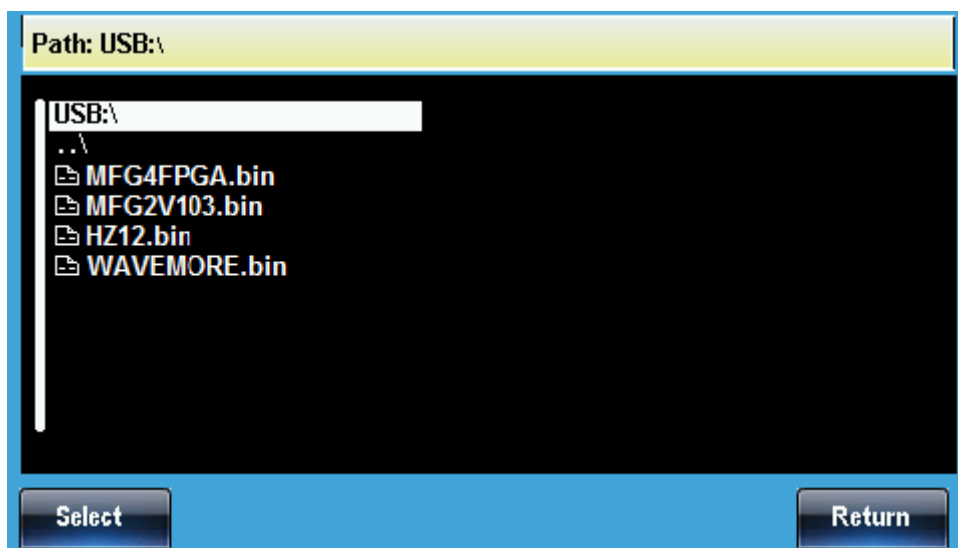 Path: USB:\
USB:\
..\
MFG4FPGA.bin
MFG2V103.bin
HZ12.bin
WAVEMORE.bin
Select
Return